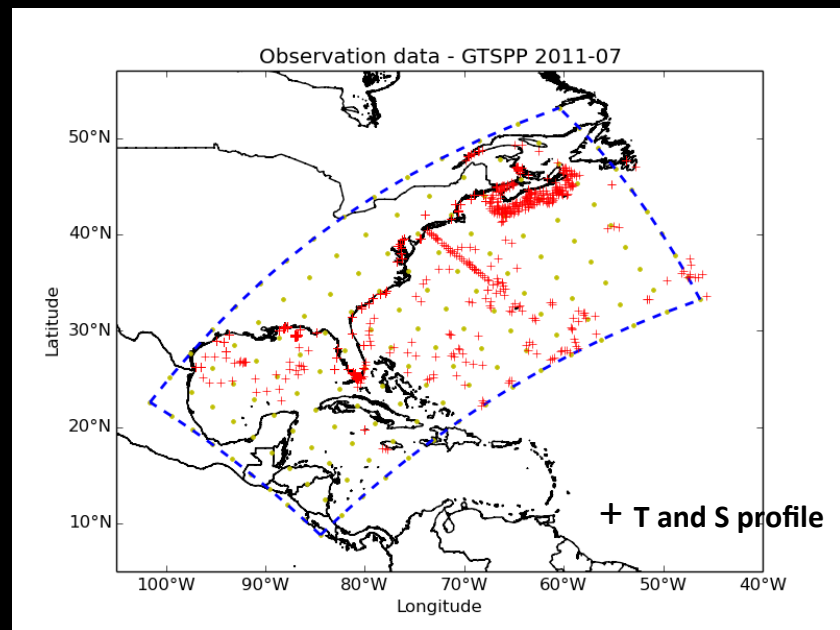 Observation data - GTSPP 2011-07
50°N
40°N
30°N
20°N
10°N
Latitude
+ T and S profile
100°W 90°W 80°W 70°W 60°W 50°W 40°W
Longitude